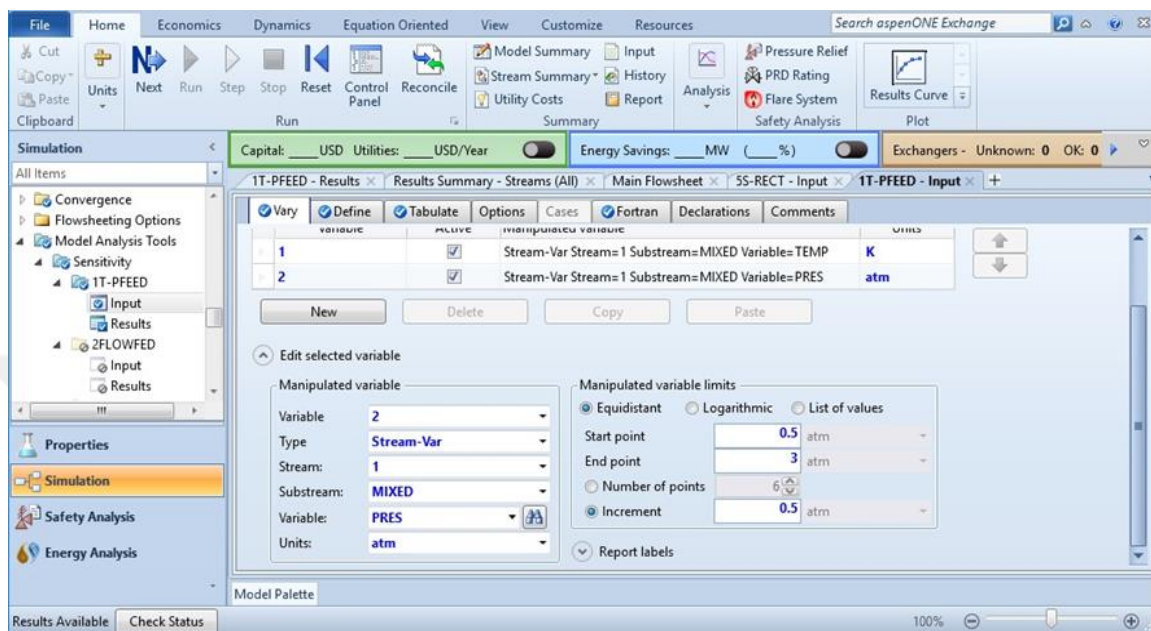 File Home Economics Dynamics Equation Oriented View Customize Resources Search aspenONE Exchange
Cut
Copy
Paste
Clipboard
Units
Next Run Step Stop Reset Control Panel Reconcile
Run
Model Summary Input
Stream Summary History
Utility Costs Report
Summary
Analysis
Pressure Relief
PRD Rating
Flare System
Safety Analysis
Results Curve
Plot
Simulation
All Items
Convergence
Flowsheeting Options
Model Analysis Tools
Sensitivity
1T-PFEED
Input
Results
2FLOWFED
Input
Results
Properties
Simulation
Safety Analysis
Energy Analysis
Capital: ____USD Utilities: ____USD/Year Energy Savings: ____MW (____%) Exchangers - Unknown: 0 OK: 0
1T-PFEED - Results Results Summary - Streams (All) Main Flowsheet 5S-RECT - Input 1T-PFEED - Input +
Vary Define Tabulate Options Cases Fortran Declarations Comments
Variable Active Manipulated variable Units
1 Stream-Var Stream=1 Substream=MIXED Variable=TEMP K
2 Stream-Var Stream=1 Substream=MIXED Variable=PRES atm
New Delete Copy Paste
Edit selected variable
Manipulated variable
Variable 2
Type Stream-Var
Stream: 1
Substream: MIXED
Variable: PRES
Units: atm
Manipulated variable limits
Equidistant Logarithmic List of values
Start point 0.5 atm
End point 3 atm
Number of points 6
Increment 0.5 atm
Report labels
Model Palette
Results Available Check Status 100%